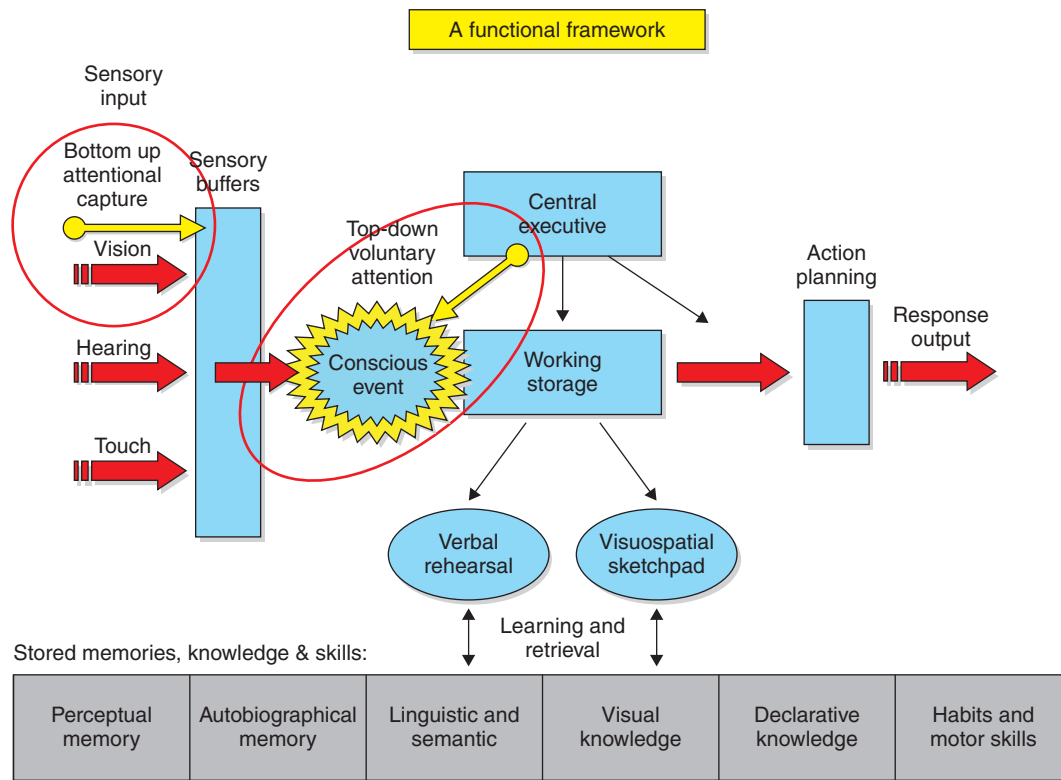 A functional framework
Sensory
input
Bottom up
attentional
capture
Sensory
buffers
Vision
Hearing
Touch
Top-down
voluntary
attention
Central
executive
Conscious
event
Working
storage
Action
planning
Response
output
Verbal
rehearsal
Visuospatial
sketchpad
Learning and
retrieval
Stored memories, knowledge & skills:
Perceptual
memory
Autobiographical
memory
Linguistic and
semantic
Visual
knowledge
Declarative
knowledge
Habits and
motor skills